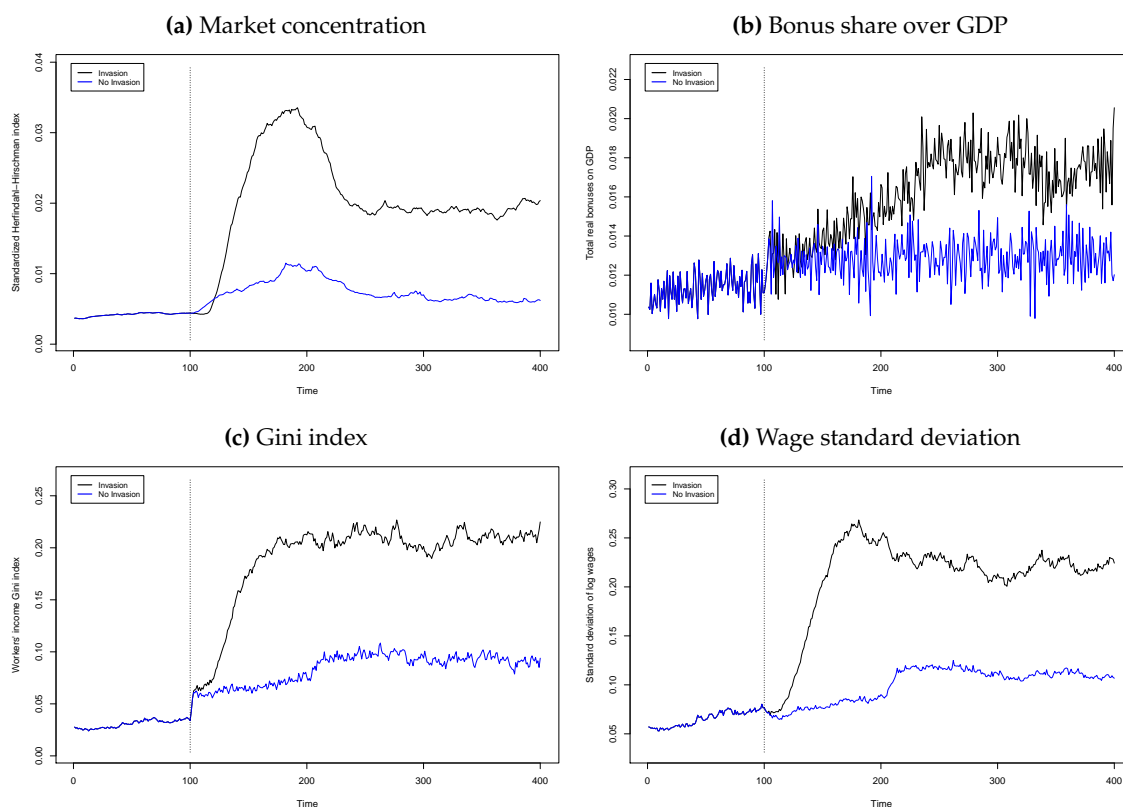 (a) Market concentration
Standardized Herfindahl−Hirschman index
0.04
0.03
0.02
0.01
0.00
Invasion
No Invasion
0
100
200
300
400
Time
(b) Bonus share over GDP
Total real bonuses on GDP
0.022
0.020
0.018
0.016
0.014
0.012
0.010
Invasion
No Invasion
0
100
200
300
400
Time
(c) Gini index
Workers' income Gini index
0.25
0.20
0.15
0.10
0.05
0.00
Invasion
No Invasion
0
100
200
300
400
Time
(d) Wage standard deviation
Standard deviation of log wages
0.30
0.25
0.20
0.15
0.10
0.05
Invasion
No Invasion
0
100
200
300
400
Time